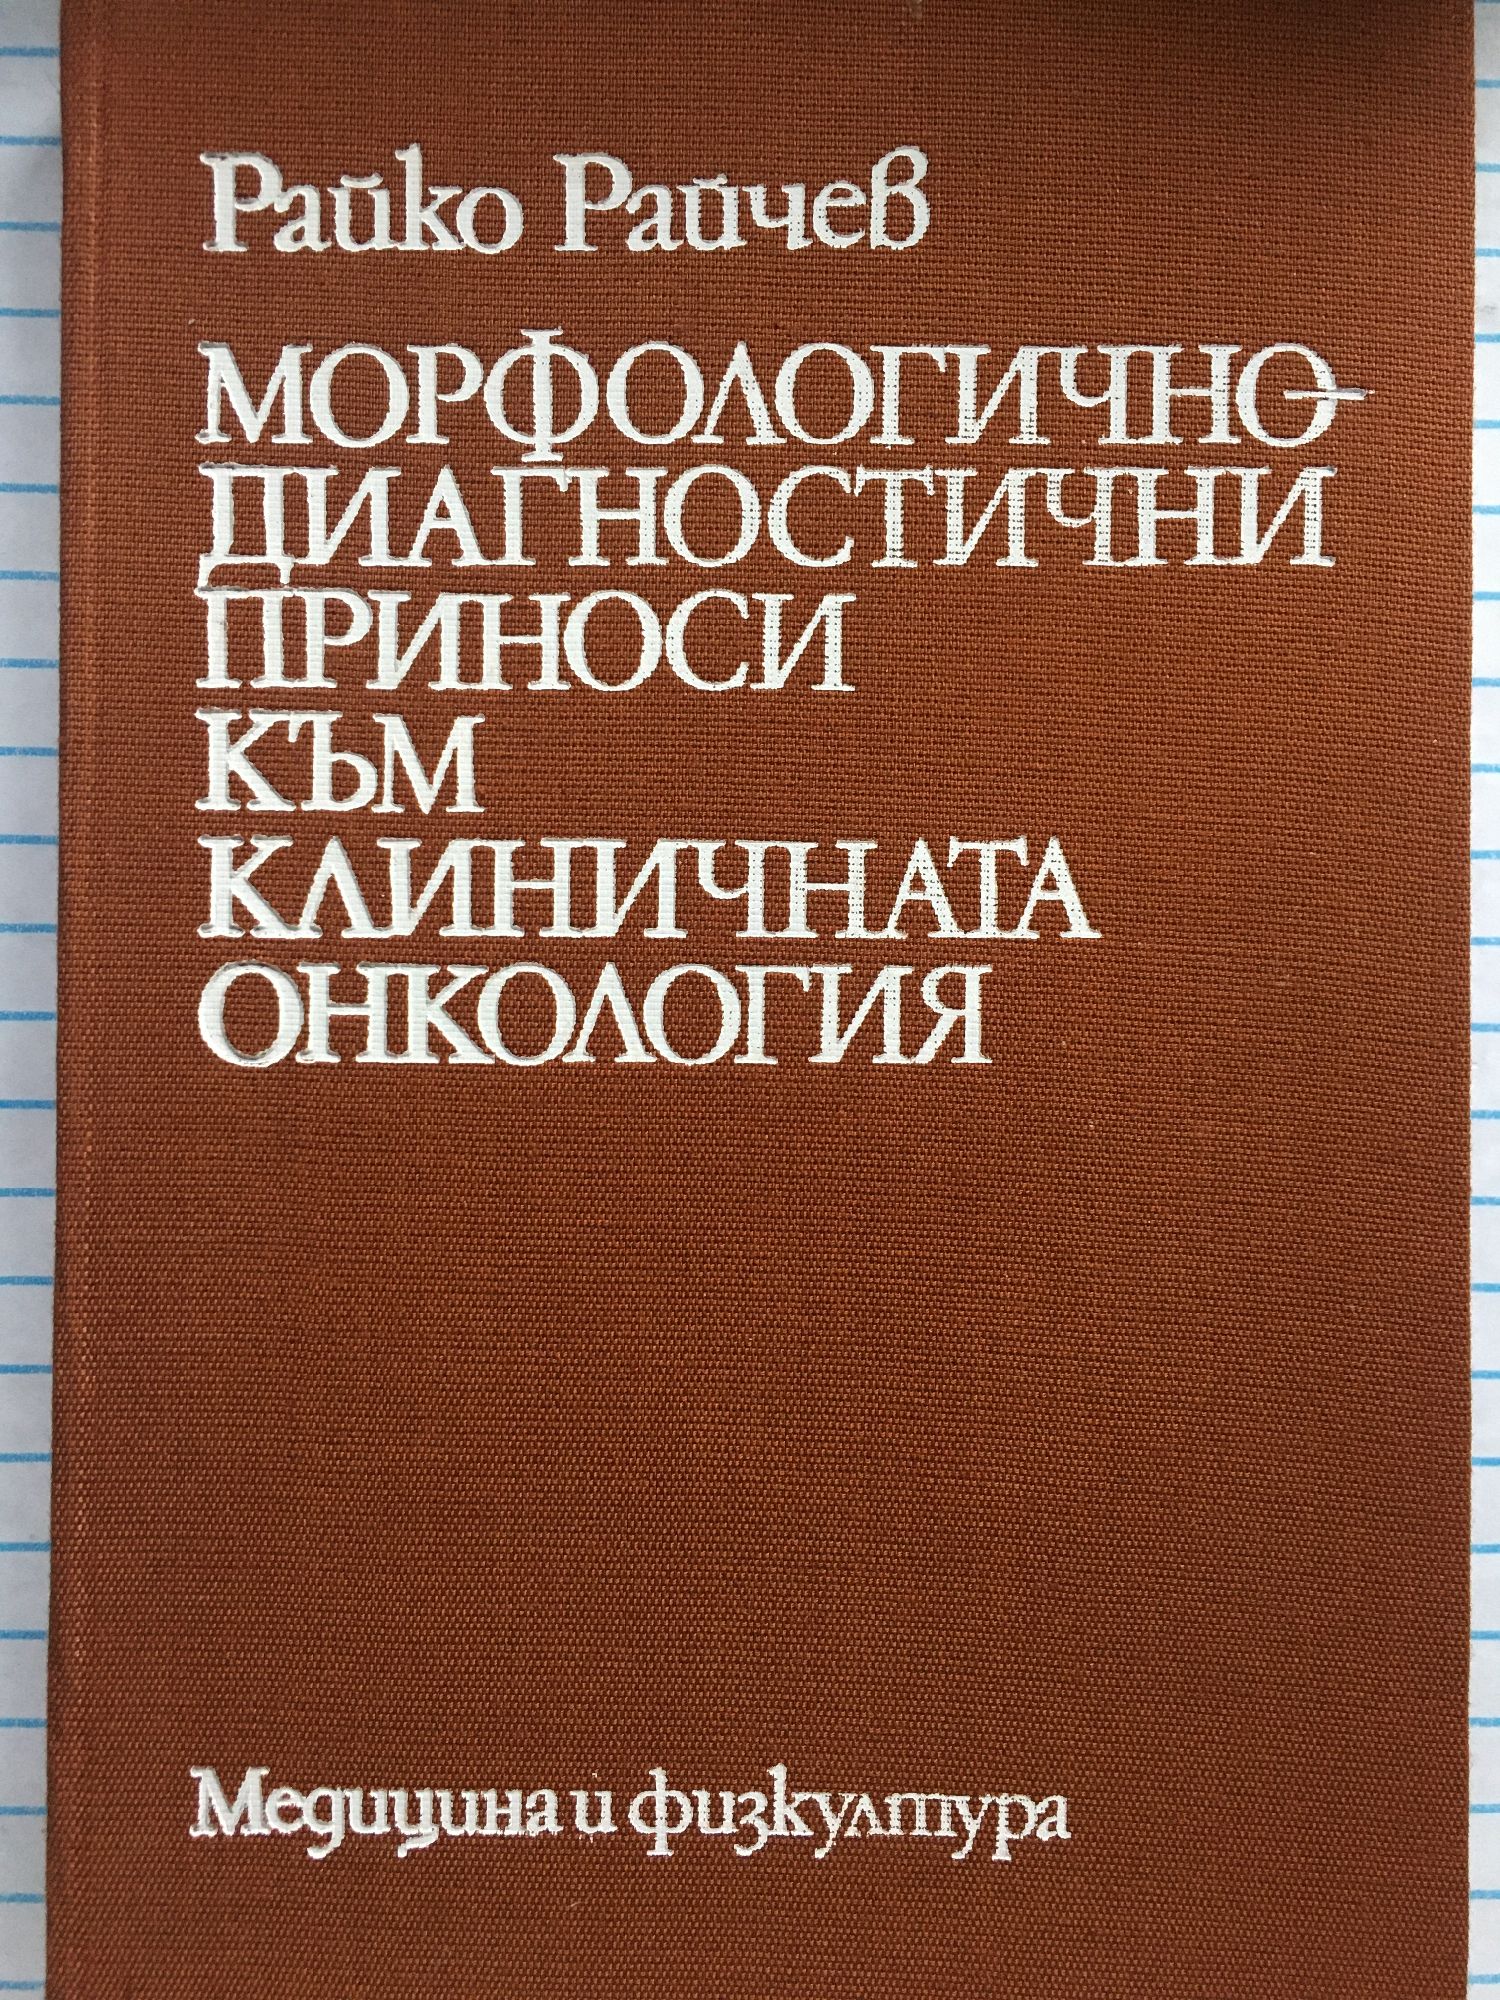 Райко Райчев
МОРФОЛОГИЧНО-
ДИАГНОСТИЧНИ
ПРИНОСИ
КЪМ
КЛИНИЧНАТА
ОНКОЛОГИЯ
Медицина и физкултура